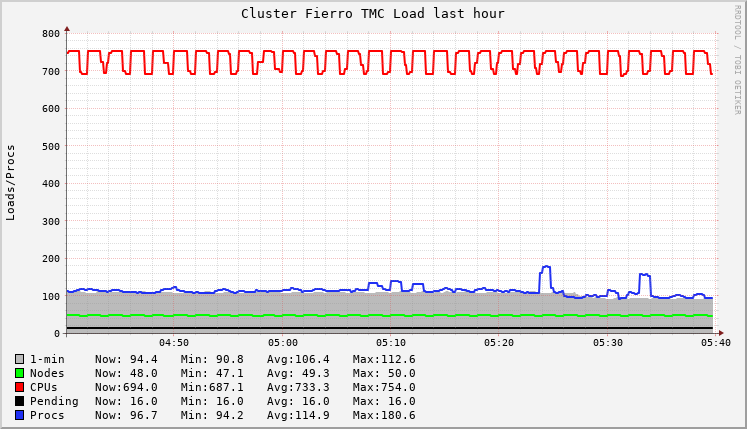 Cluster Fierro TMC Load last hour
RRDTOOL / TOBI OETIKER
Loads/Procs
800
700
600
500
400
300
200
100
0
04:50 05:00 05:10 05:20 05:30 05:40
1-min Now: 94.4 Min: 90.8 Avg:106.4 Max:112.6
Nodes Now: 48.0 Min: 47.1 Avg: 49.3 Max: 50.0
CPUs Now:694.0 Min:687.1 Avg:733.3 Max:754.0
Pending Now: 16.0 Min: 16.0 Avg: 16.0 Max: 16.0
Procs Now: 96.7 Min: 94.2 Avg:114.9 Max:180.6